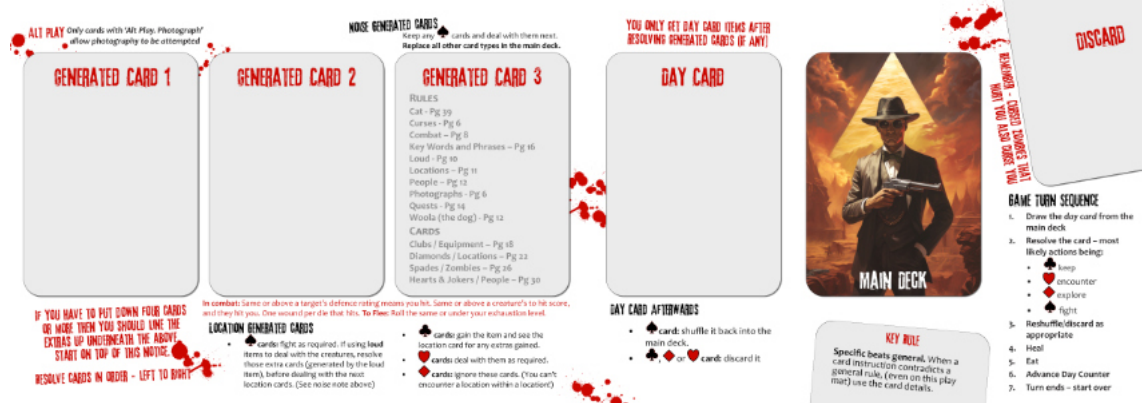 ALT PLAY Only cards with 'Alt Play. Photograph'
allow photography to be attempted
NOISE GENERATED CARDS
Keep any ♠ cards and deal with them next.
Replace all other card types in the main deck.
YOU ONLY GET DAY CARD ITEMS AFTER
RESOLVING GENERATED CARDS (IF ANY)
DISCARD
REMEMBER - CURSED ZOMBIES THAT
HURT YOU ALSO CURSE YOU
GENERATED CARD 1
GENERATED CARD 2
GENERATED CARD 3
RULES
Cat - Pg 39
Curses - Pg 6
Combat – Pg 8
Key Words and Phrases – Pg 16
Loud - Pg 10
Locations – Pg 11
People – Pg 12
Photographs - Pg 6
Quests - Pg 14
Woola (the dog) - Pg 12
CARDS
Clubs / Equipment – Pg 18
Diamonds / Locations – Pg 22
Spades / Zombies – Pg 26
Hearts & Jokers / People – Pg 30
DAY CARD
MAIN DECK
IF YOU HAVE TO PUT DOWN FOUR CARDS
OR MORE THEN YOU SHOULD LINE THE
EXTRAS UP UNDERNEATH THE ABOVE.
START ON TOP OF THIS NOTICE.
RESOLVE CARDS IN ORDER - LEFT TO RIGHT
In combat: Same or above a target's defence rating means you hit. Same or above a creature's to hit score,
and they hit you. One wound per die that hits. To Flee: Roll the same or under your exhaustion level.
LOCATION GENERATED CARDS
• ♠ cards: fight as required. If using loud
items to deal with the creatures, resolve
those extra cards (generated by the loud
item), before dealing with the next
location cards. (See noise note above)
• ♣ cards: gain the item and see the
location card for any extras gained.
• ♥ cards: deal with them as required.
• ♦ cards: ignore these cards. (You can't
encounter a location within a location!)
DAY CARD AFTERWARDS
• ♠ card: shuffle it back into the
main deck.
• ♣, ♦ or ♥ card: discard it
KEY RULE
Specific beats general. When a
card instruction contradicts a
general rule, (even on this play
mat) use the card details.
GAME TURN SEQUENCE
1. Draw the day card from the
main deck
2. Resolve the card – most
likely actions being:
• ♣ keep
• ♥ encounter
• ♦ explore
• ♠ fight
3. Reshuffle/discard as
appropriate
4. Heal
5. Eat
6. Advance Day Counter
7. Turn ends – start over